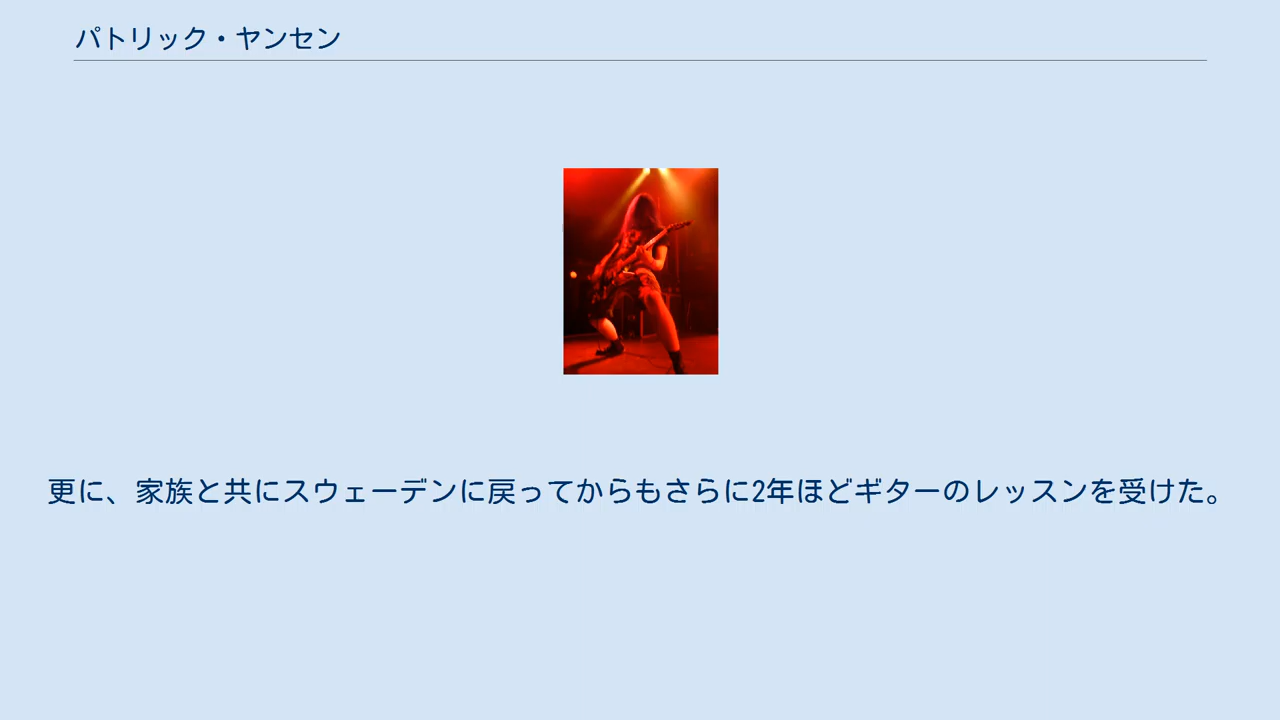 パトリック・ヤンセン
更に、家族と共にスウェーデンに戻ってからもさらに2年ほどギターのレッスンを受けた。